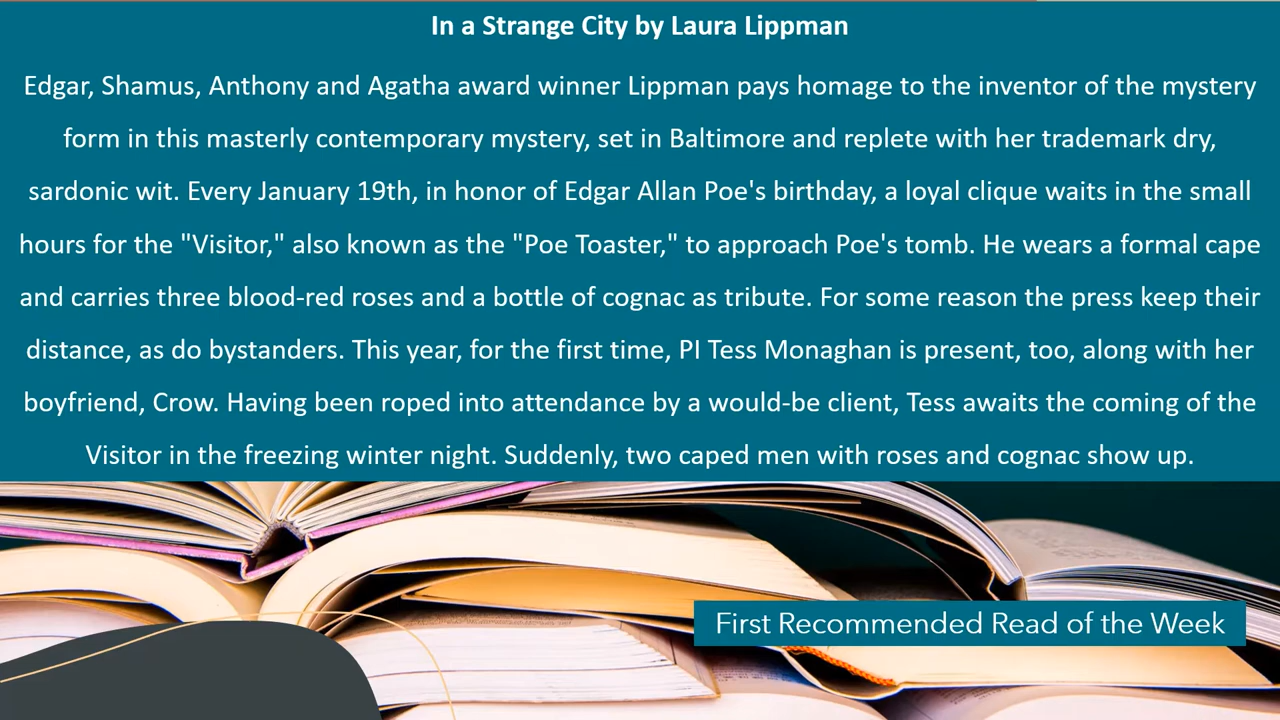 In a Strange City by Laura Lippman
Edgar, Shamus, Anthony and Agatha award winner Lippman pays homage to the inventor of the mystery
form in this masterly contemporary mystery, set in Baltimore and replete with her trademark dry,
sardonic wit. Every January 19th, in honor of Edgar Allan Poe's birthday, a loyal clique waits in the small
hours for the "Visitor," also known as the "Poe Toaster," to approach Poe's tomb. He wears a formal cape
and carries three blood-red roses and a bottle of cognac as tribute. For some reason the press keep their
distance, as do bystanders. This year, for the first time, PI Tess Monaghan is present, too, along with her
boyfriend, Crow. Having been roped into attendance by a would-be client, Tess awaits the coming of the
Visitor in the freezing winter night. Suddenly, two caped men with roses and cognac show up.
First Recommended Read of the Week